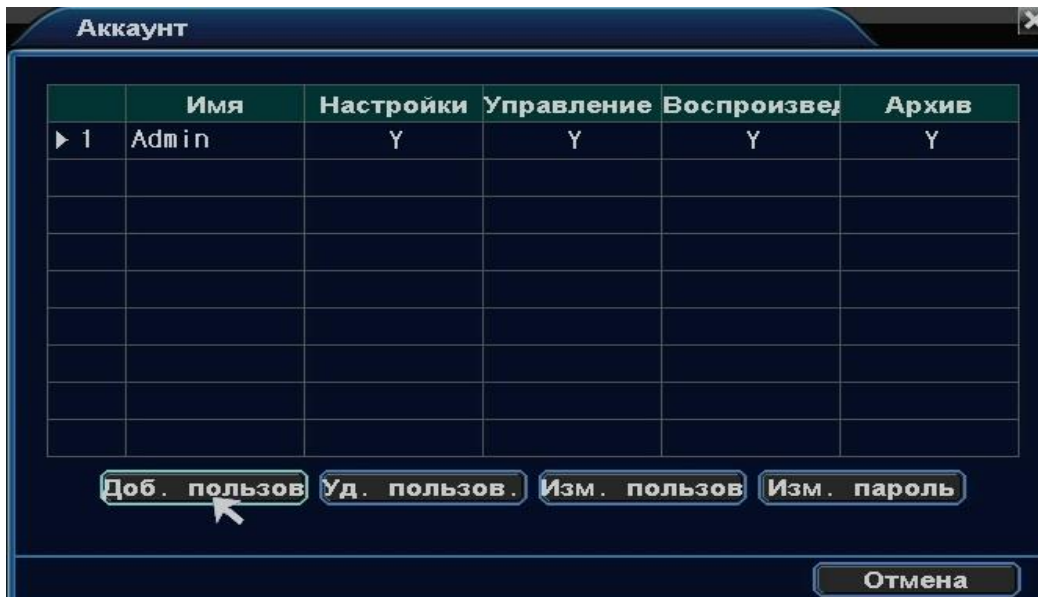 Аккаунт
Имя Настройки Управление Воспроизвед Архив
1 Admin Y Y Y Y
Доб. пользов Уд. пользов. Изм. пользов Изм. пароль
Отмена